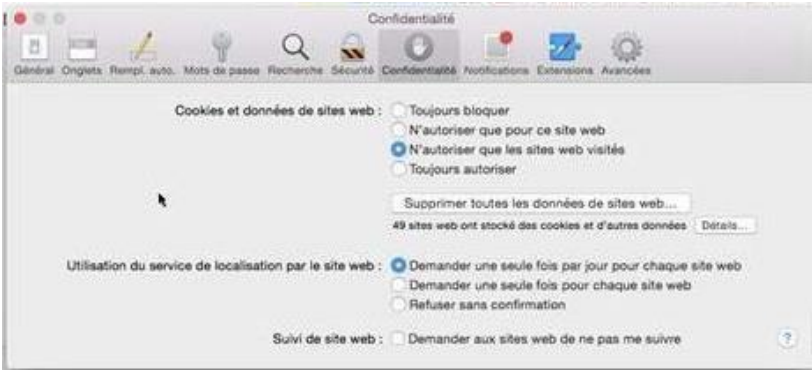 Confidentialité
Général Onglets Rempl. auto. Mots de passe Recherche Sécurité Confidentialité Notifications Extensions Avancées
Cookies et données de sites web : Toujours bloquer
N'autoriser que pour ce site web
N'autoriser que les sites web visités
Toujours autoriser
Supprimer toutes les données de sites web...
49 sites web ont stocké des cookies et d'autres données Détails...
Utilisation du service de localisation par le site web : Demander une seule fois par jour pour chaque site web
Demander une seule fois pour chaque site web
Refuser sans confirmation
Suivi de site web : Demander aux sites web de ne pas me suivre ?